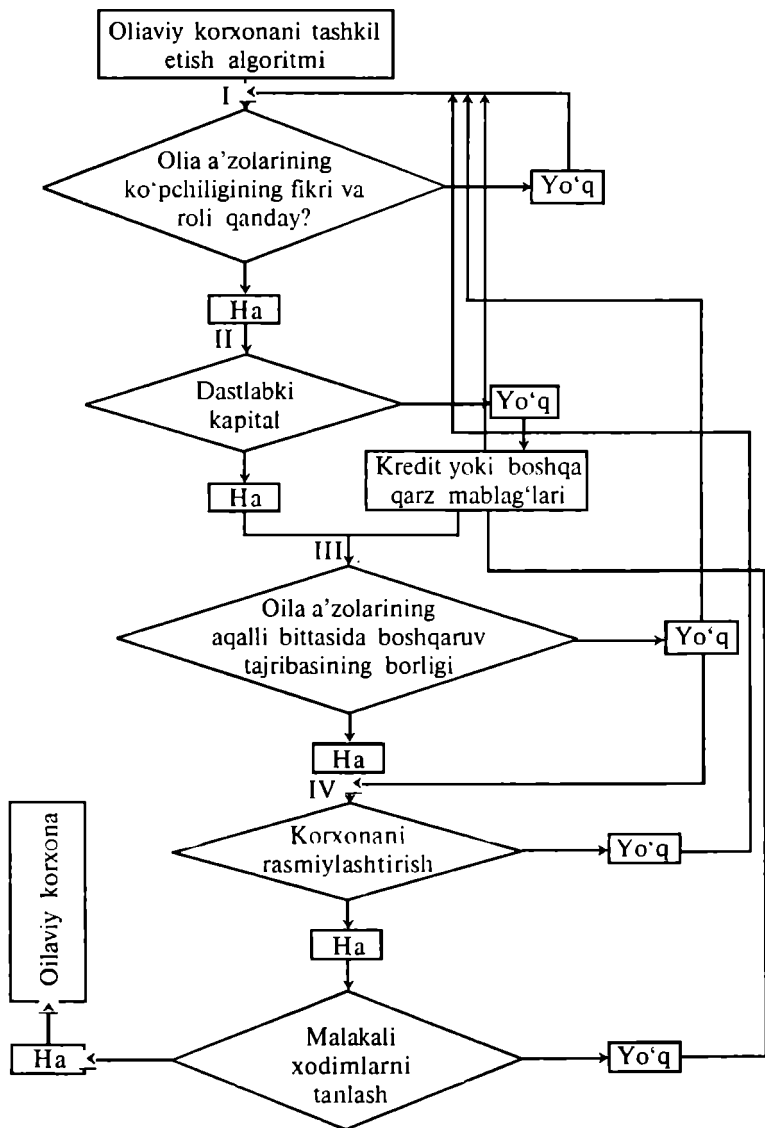 Oliaviy korxonani tashkil
etish algoritmi
I
Olia a’zolarining
ko‘pchiligining fikri va
roli qanday?
Yo‘q
Ha
II
Dastlabki
kapital
Yo‘q
Kredit yoki boshqa
qarz mablag‘lari
Ha
III
Oila a’zolarining
aqalli bittasida boshqaruv
tajribasining borligi
Yo‘q
Ha
IV
Korxonani
rasmiylashtirish
Yo‘q
Ha
Oilaviy korxona
Malakali
xodimlarni
tanlash
Yo‘q
Ha